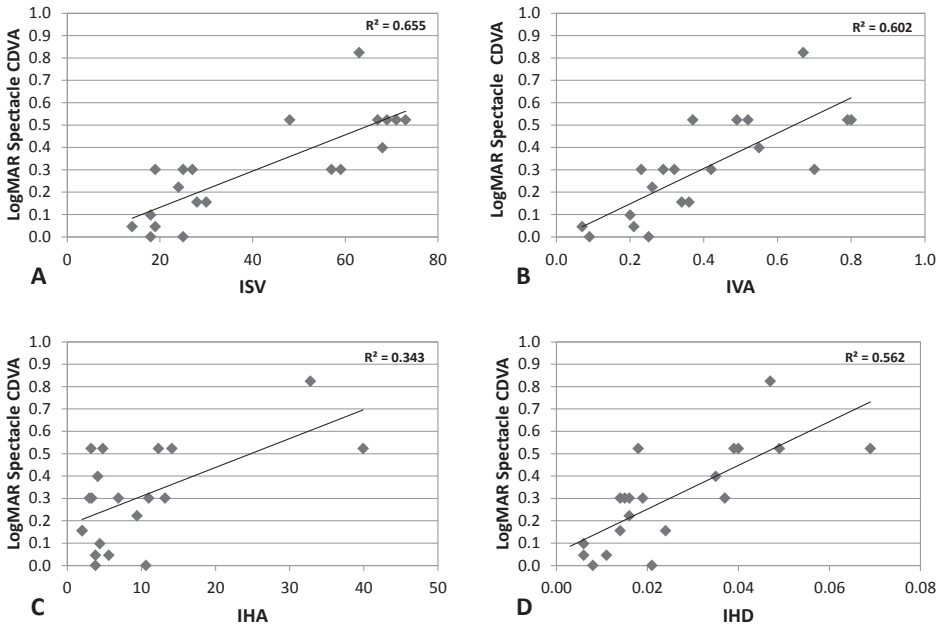 R² = 0.655
LogMAR Spectacle CDVA
1.0
0.9
0.8
0.7
0.6
0.5
0.4
0.3
0.2
0.1
0.0
0 20 40 60 80
A ISV
R² = 0.602
LogMAR Spectacle CDVA
1.0
0.9
0.8
0.7
0.6
0.5
0.4
0.3
0.2
0.1
0.0
0.0 0.2 0.4 0.6 0.8 1.0
B IVA
R² = 0.343
LogMAR Spectacle CDVA
1.0
0.9
0.8
0.7
0.6
0.5
0.4
0.3
0.2
0.1
0.0
0 10 20 30 40 50
C IHA
R² = 0.562
LogMAR Spectacle CDVA
1.0
0.9
0.8
0.7
0.6
0.5
0.4
0.3
0.2
0.1
0.0
0.00 0.02 0.04 0.06 0.08
D IHD